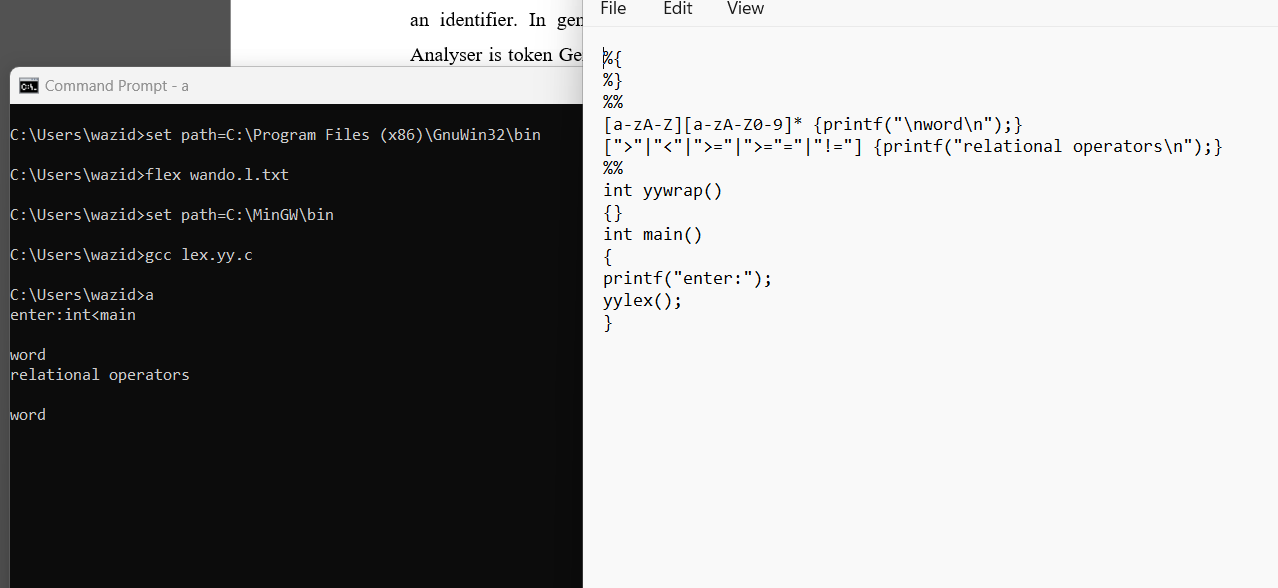 an identifier. In gen
Analyser is token Ge
Command Prompt - a
C:\Users\wazid>set path=C:\Program Files (x86)\GnuWin32\bin
C:\Users\wazid>flex wando.l.txt
C:\Users\wazid>set path=C:\MinGW\bin
C:\Users\wazid>gcc lex.yy.c
C:\Users\wazid>a
enter:int<main
word
relational operators
word
File Edit View
%{
%}
%%
[a-zA-Z][a-zA-Z0-9]* {printf("\nword\n");}
[">"|"<"|">="|">="="|"!="] {printf("relational operators\n");}
%%
int yywrap()
{}
int main()
{
printf("enter:");
yylex();
}